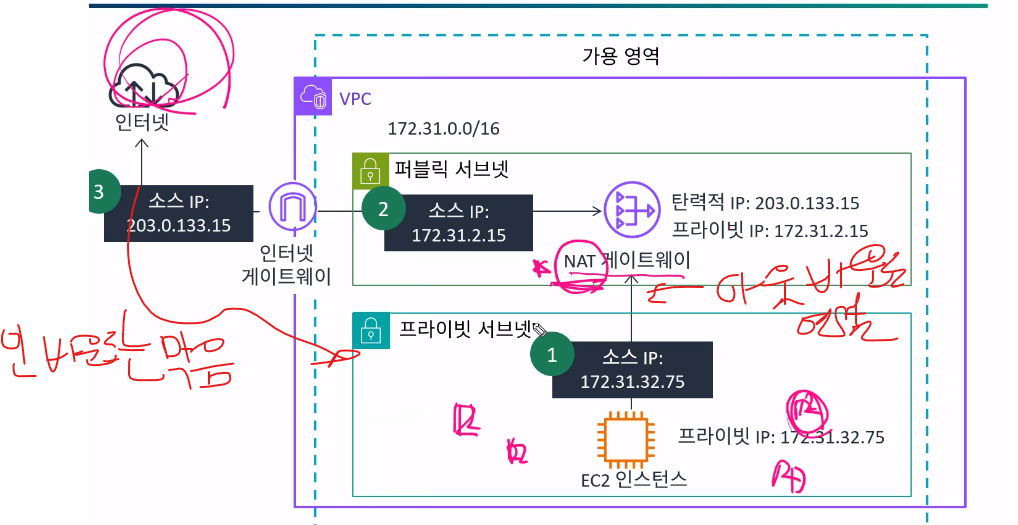 가용 영역
VPC
인터넷
172.31.0.0/16
퍼블릭 서브넷
3
소스 IP:
203.0.133.15
2
소스 IP:
172.31.2.15
탄력적 IP: 203.0.133.15
프라이빗 IP: 172.31.2.15
인터넷
게이트웨이
NAT 게이트웨이
아웃바운드
연결
프라이빗 서브넷
인바운드는 막음
1
소스 IP:
172.31.32.75
프라이빗 IP: 172.31.32.75
EC2 인스턴스